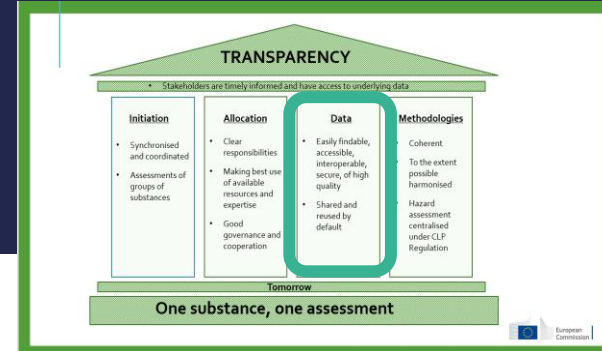 TRANSPARENCY
• Stakeholders are timely informed and have access to underlying data
Initiation
• Synchronised
and coordinated
• Assessments of
groups of
substances
Allocation
• Clear
responsibilities
• Making best use
of available
resources and
expertise
• Good
governance and
cooperation
Data
• Easily findable,
accessible,
interoperable,
secure, of high
quality
• Shared and
reused by
default
Methodologies
• Coherent
• To the extent
possible
harmonised
• Hazard
assessment
centralised
under CLP
Regulation
Tomorrow
One substance, one assessment
European
Commission